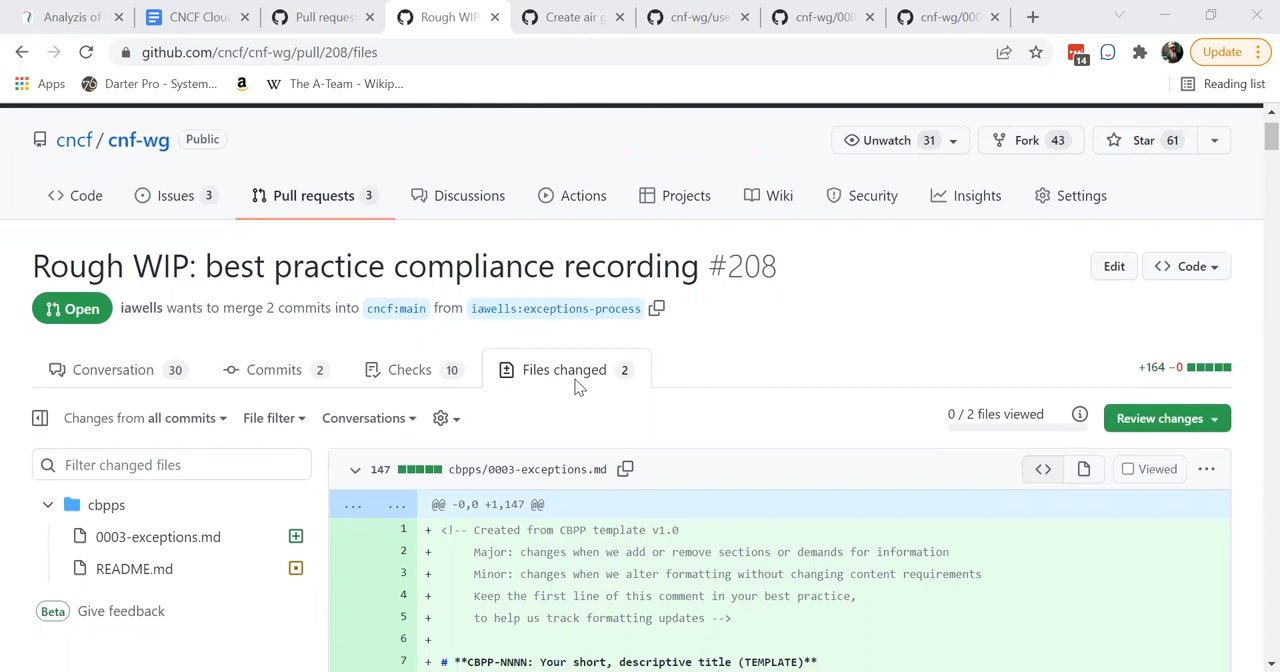 Analyzis of
CNCF Clou
Pull reques
Rough WIP
Create air g
cnf-wg/use
cnf-wg/000
cnf-wg/000
github.com/cncf/cnf-wg/pull/208/files
14
Update
Apps
Darter Pro - System...
a
W The A-Team - Wikip...
Reading list
cncf / cnf-wg Public
Unwatch 31
Fork 43
Star 61
Code
Issues 3
Pull requests 3
Discussions
Actions
Projects
Wiki
Security
Insights
Settings
Rough WIP: best practice compliance recording #208
Edit
Code
Open
iawells wants to merge 2 commits into cncf:main from iawells:exceptions-process
Conversation 30
Commits 2
Checks 10
Files changed 2
+164 −0
Changes from all commits
File filter
Conversations
0 / 2 files viewed
Review changes
Filter changed files
147 cbpps/0003-exceptions.md
Viewed
cbpps
0003-exceptions.md
README.md
Beta Give feedback
... ... @@ -0,0 +1,147 @@
1 + <!-- Created from CBPP template v1.0
2 + Major: changes when we add or remove sections or demands for information
3 + Minor: changes when we alter formatting without changing content requirements
4 + Keep the first line of this comment in your best practice,
5 + to help us track formatting updates -->
6 +
7 + # **CBPP-NNNN: Your short, descriptive title (TEMPLATE)**